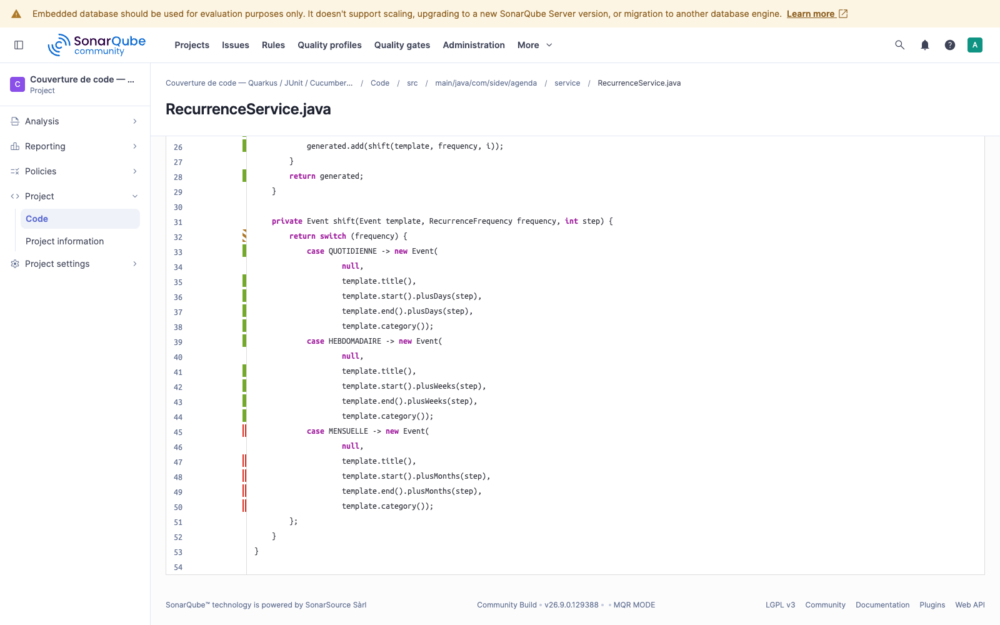 Embedded database should be used for evaluation purposes only. It doesn't support scaling, upgrading to a new SonarQube Server version, or migration to another database engine. Learn more
SonarQube community
Projects Issues Rules Quality profiles Quality gates Administration More
A
C
Couverture de code — ...
Project
Analysis
Reporting
Policies
Project
Code
Project information
Project settings
Couverture de code — Quarkus / JUnit / Cucumber... / Code / src / main/java/com/sidev/agenda / service / RecurrenceService.java
RecurrenceService.java
26 generated.add(shift(template, frequency, i));
27 }
28 return generated;
29 }
30
31 private Event shift(Event template, RecurrenceFrequency frequency, int step) {
32 return switch (frequency) {
33 case QUOTIDIENNE -> new Event(
34 null,
35 template.title(),
36 template.start().plusDays(step),
37 template.end().plusDays(step),
38 template.category());
39 case HEBDOMADAIRE -> new Event(
40 null,
41 template.title(),
42 template.start().plusWeeks(step),
43 template.end().plusWeeks(step),
44 template.category());
45 case MENSUELLE -> new Event(
46 null,
47 template.title(),
48 template.start().plusMonths(step),
49 template.end().plusMonths(step),
50 template.category());
51 };
52 }
53 }
54
SonarQube™ technology is powered by SonarSource Sàrl
Community Build • v26.9.0.129388 • • MQR MODE
LGPL v3 Community Documentation Plugins Web API